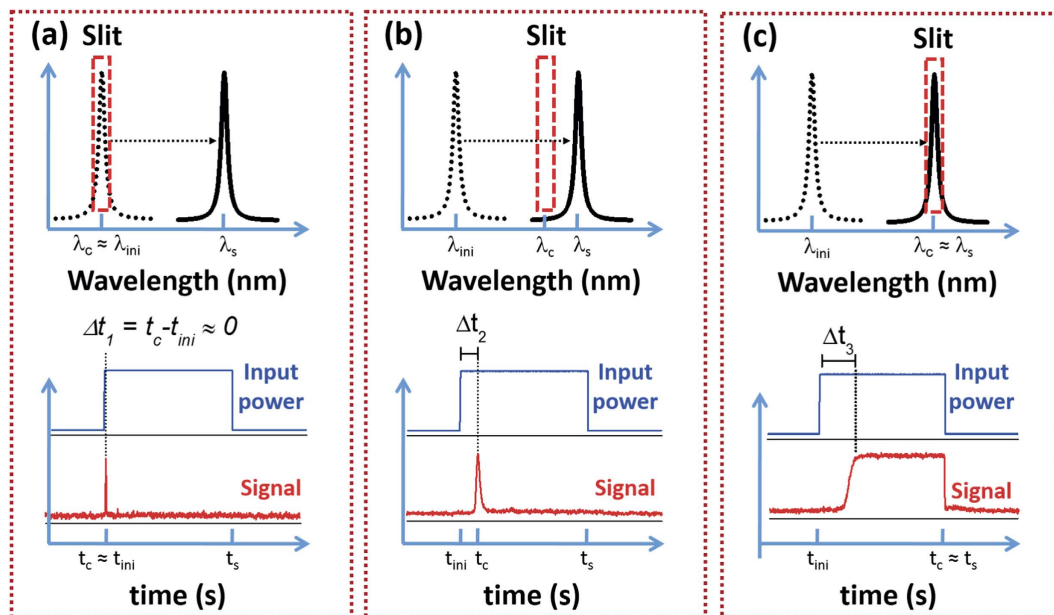 (a)
Slit
λc ≈ λini
λs
Wavelength (nm)
Δt1 = tc-tini ≈ 0
Input
power
Signal
tc ≈ tini
ts
time (s)
(b)
Slit
λini
λc
λs
Wavelength (nm)
Δt2
Input
power
Signal
tini
tc
ts
time (s)
(c)
Slit
λini
λc ≈ λs
Wavelength (nm)
Δt3
Input
power
Signal
tini
tc ≈ ts
time (s)